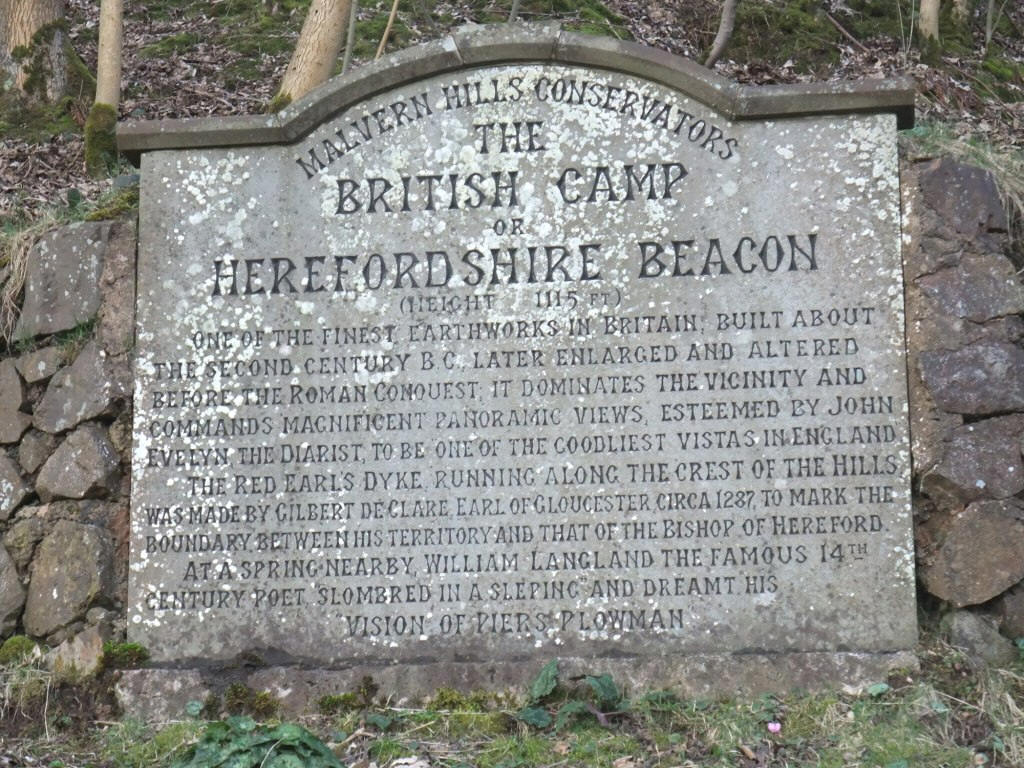 MALVERN HILLS CONSERVATORS
THE
BRITISH CAMP
OR
HEREFORDSHIRE BEACON
(HEIGHT 1115 FT)
ONE OF THE FINEST EARTHWORKS IN BRITAIN, BUILT ABOUT
THE SECOND CENTURY B.C., LATER ENLARGED AND ALTERED
BEFORE THE ROMAN CONQUEST; IT DOMINATES THE VICINITY AND
COMMANDS MAGNIFICENT PANORAMIC VIEWS, ESTEEMED BY JOHN
EVELYN, THE DIARIST, TO BE ONE OF THE GOODLIEST VISTAS IN ENGLAND
THE RED EARL'S DYKE, RUNNING ALONG THE CREST OF THE HILLS,
WAS MADE BY GILBERT DE CLARE, EARL OF GLOUCESTER, CIRCA 1287, TO MARK THE
BOUNDARY BETWEEN HIS TERRITORY AND THAT OF THE BISHOP OF HEREFORD.
AT A SPRING NEARBY, WILLIAM LANGLAND THE FAMOUS 14TH
CENTURY POET, SLOMBRED IN A SLEPING AND DREAMT HIS
VISION OF PIERS PLOWMAN